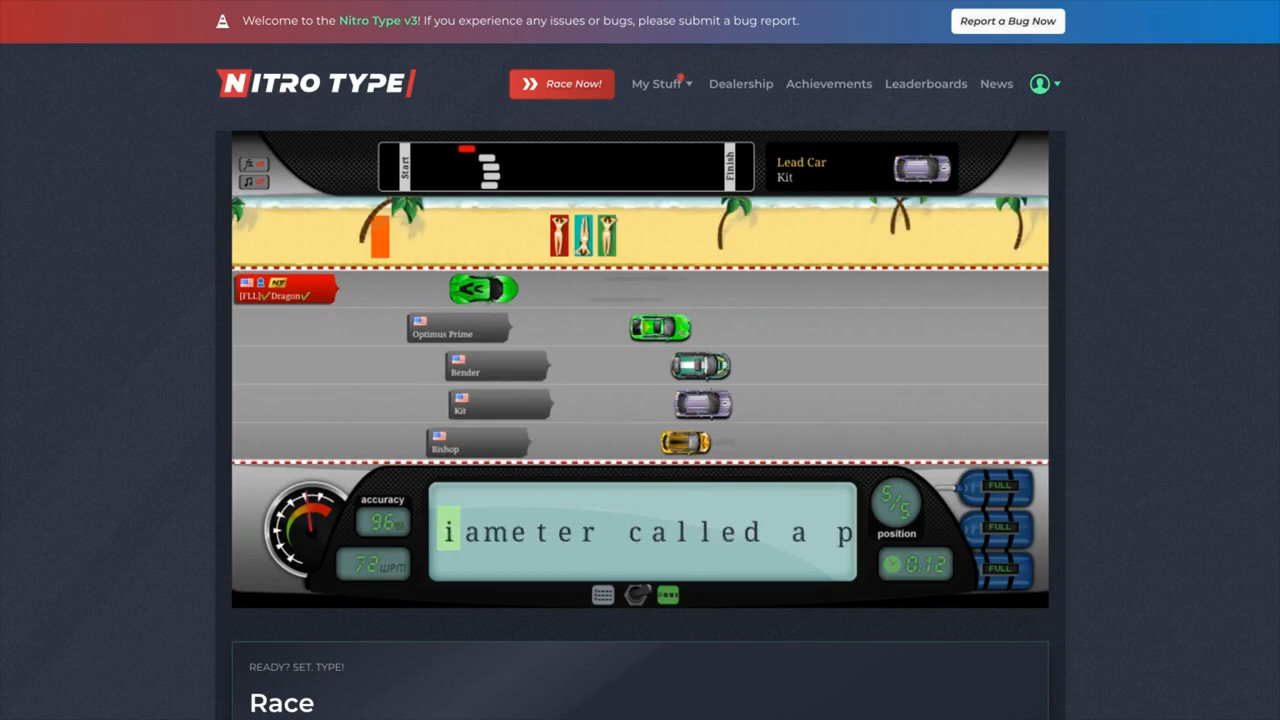 Welcome to the Nitro Type v3! If you experience any issues or bugs, please submit a bug report.
Report a Bug Now
NITRO TYPE
Race Now!
My Stuff
Dealership
Achievements
Leaderboards
News
Start
Finish
Lead Car
Kit
NT
[FLL]✓Dragon✓
Optimus Prime
Bender
Kit
Bishop
accuracy
96%
72 WPM
iameter called a p
5/5
position
0:12
FULL
FULL
FULL
READY? SET. TYPE!
Race